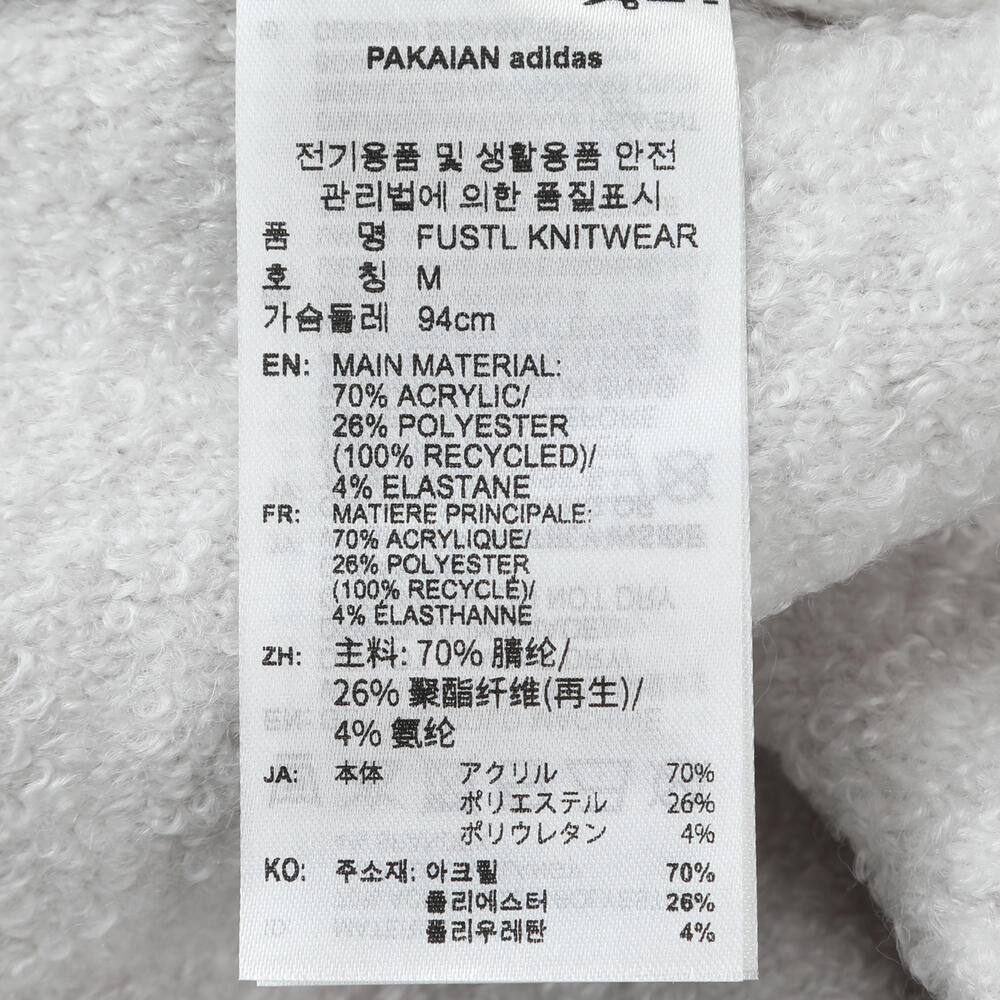 PAKAIAN adidas
전기용품 및 생활용품 안전
관리법에 의한 품질표시
품 명 FUSTL KNITWEAR
호 칭 M
가슴둘레 94cm
EN: MAIN MATERIAL:
70% ACRYLIC/
26% POLYESTER
(100% RECYCLED)/
4% ELASTANE
FR: MATIERE PRINCIPALE:
70% ACRYLIQUE/
26% POLYESTER
(100% RECYCLÉ)/
4% ÉLASTHANNE
ZH: 主料: 70% 腈纶/
26% 聚酯纤维(再生)/
4% 氨纶
JA: 本体 アクリル 70%
ポリエステル 26%
ポリウレタン 4%
KO: 주소재: 아크릴 70%
폴리에스터 26%
폴리우레탄 4%